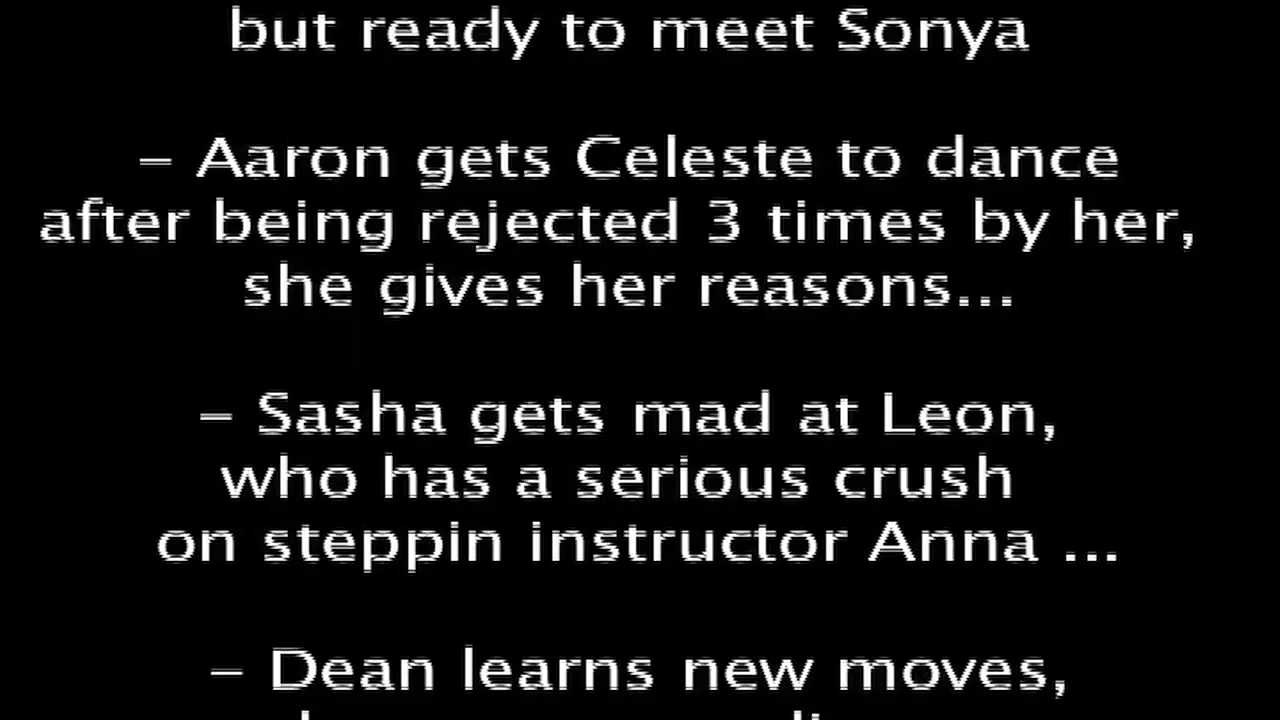 but ready to meet Sonya
– Aaron gets Celeste to dance
after being rejected 3 times by her,
she gives her reasons...
– Sasha gets mad at Leon,
who has a serious crush
on steppin instructor Anna ...
– Dean learns new moves,